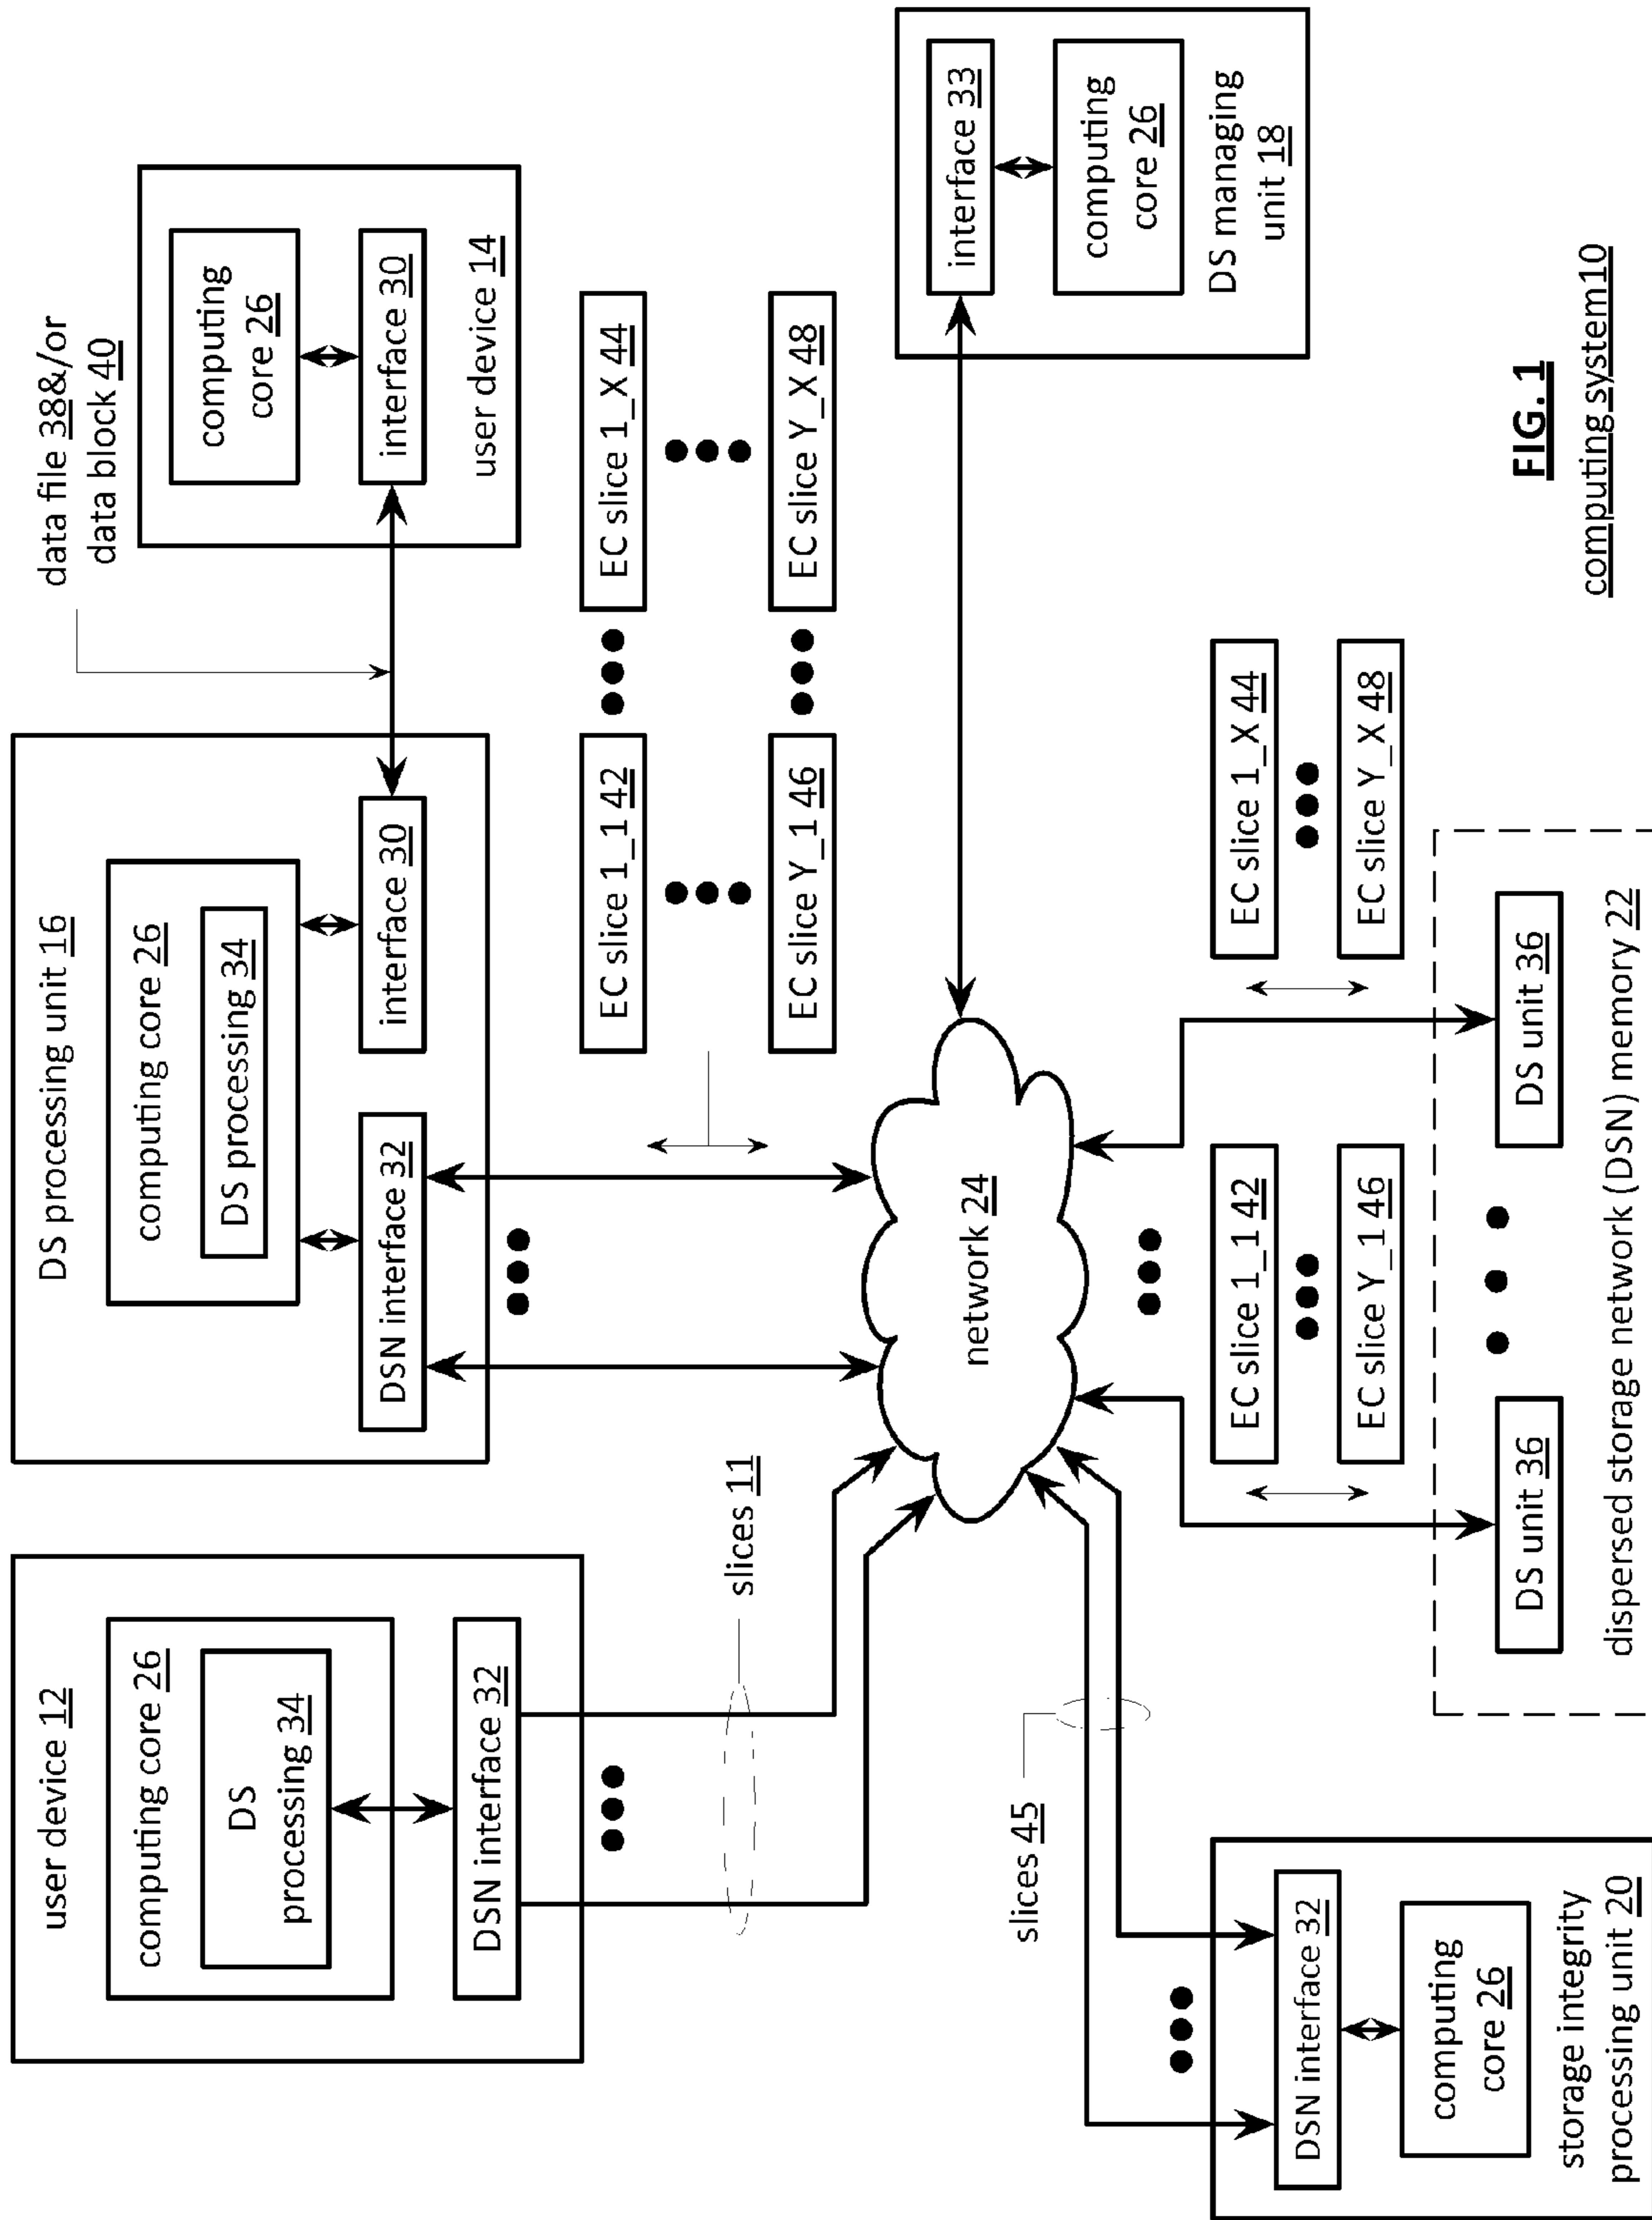 user device 12
computing core 26
DS
processing 34
DSN interface 32
slices 11
DS processing unit 16
computing core 26
DS processing 34
DSN interface 32
interface 30
data file 38&/or
data block 40
computing
core 26
interface 30
user device 14
EC slice 1_1 42
EC slice 1_X 44
EC slice Y_1 46
EC slice Y_X 48
network 24
interface 33
computing
core 26
DS managing
unit 18
slices 45
DSN interface 32
computing
core 26
storage integrity
processing unit 20
EC slice 1_1 42
EC slice Y_1 46
EC slice 1_X 44
EC slice Y_X 48
DS unit 36
DS unit 36
dispersed storage network (DSN) memory 22
FIG. 1
computing system10